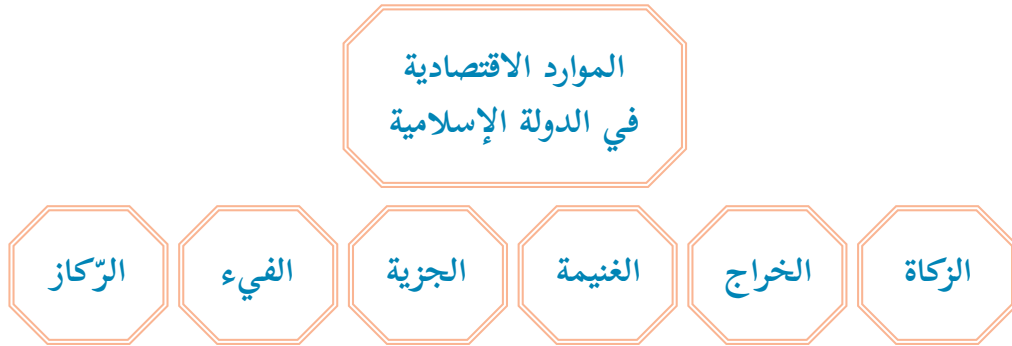 الموارد الاقتصادية
في الدولة الإسلامية
الزكاة
الخراج
الغنيمة
الجزية
الفيء
الرّكاز